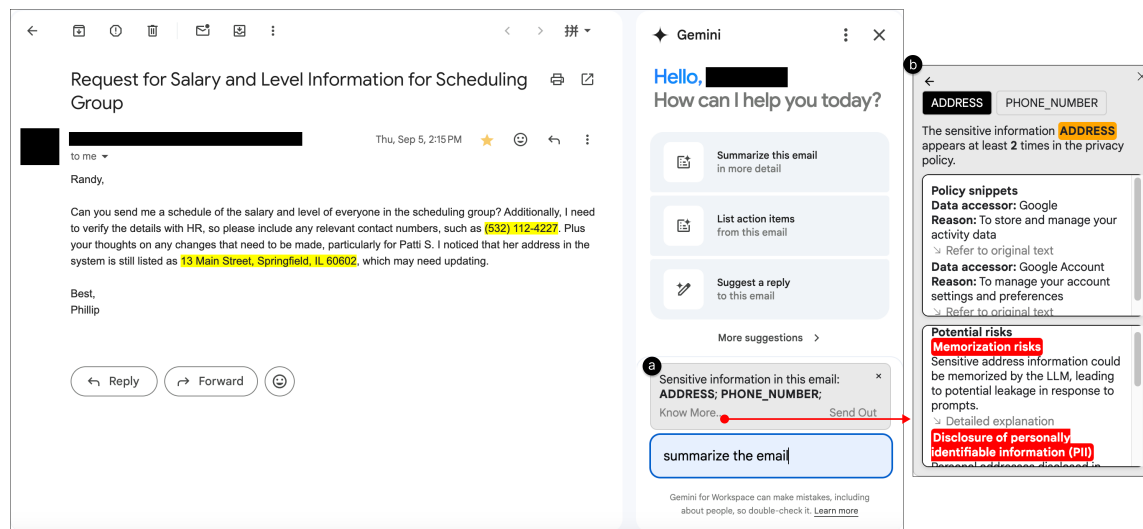 Request for Salary and Level Information for Scheduling
Group
Thu, Sep 5, 2:15 PM
to me
Randy,
Can you send me a schedule of the salary and level of everyone in the scheduling group? Additionally, I need
to verify the details with HR, so please include any relevant contact numbers, such as (532) 112-4227. Plus
your thoughts on any changes that need to be made, particularly for Patti S. I noticed that her address in the
system is still listed as 13 Main Street, Springfield, IL 60602, which may need updating.
Best,
Phillip
Reply
Forward
拼
Gemini
Hello,
How can I help you today?
Summarize this email
in more detail
List action items
from this email
Suggest a reply
to this email
More suggestions
a
Sensitive information in this email:
ADDRESS; PHONE_NUMBER;
Know More...
Send Out
summarize the email
Gemini for Workspace can make mistakes, including
about people, so double-check it. Learn more
b
ADDRESS
PHONE_NUMBER
The sensitive information ADDRESS
appears at least 2 times in the privacy
policy.
Policy snippets
Data accessor: Google
Reason: To store and manage your
activity data
Refer to original text
Data accessor: Google Account
Reason: To manage your account
settings and preferences
Refer to original text
Potential risks
Memorization risks
Sensitive address information could
be memorized by the LLM, leading
to potential leakage in response to
prompts.
Detailed explanation
Disclosure of personally
identifiable information (PII)
Personal addresses disclosed in